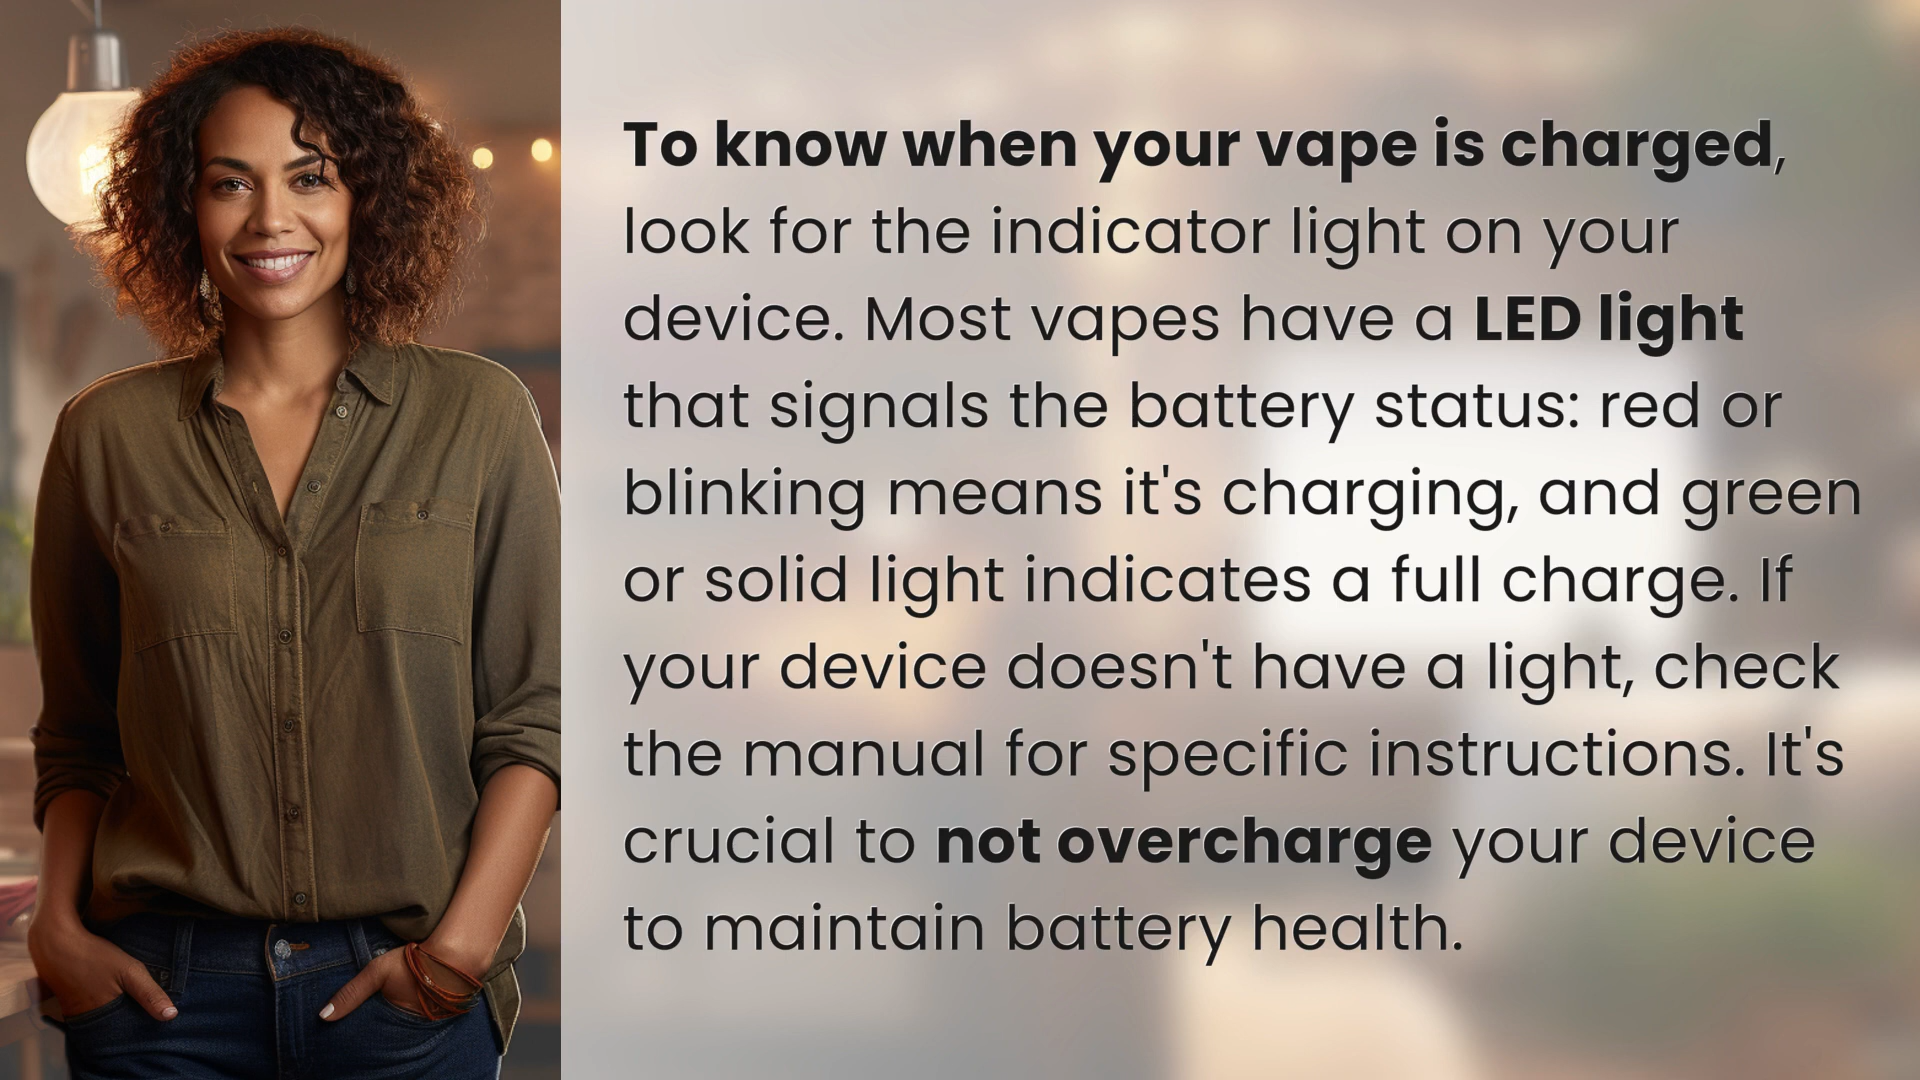 To know when your vape is charged,
look for the indicator light on your
device. Most vapes have a LED light
that signals the battery status: red or
blinking means it's charging, and green
or solid light indicates a full charge. If
your device doesn't have a light, check
the manual for specific instructions. It's
crucial to not overcharge your device
to maintain battery health.